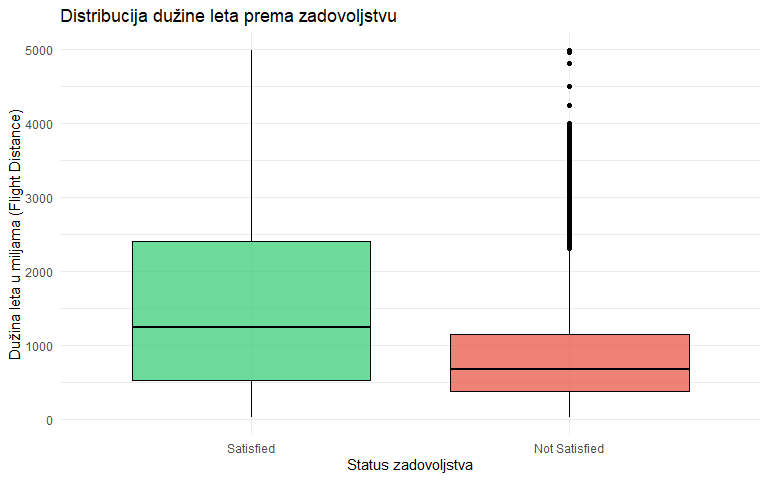 Distribucija dužine leta prema zadovoljstvu
Dužina leta u miljama (Flight Distance)
5000
4000
3000
2000
1000
0
Satisfied
Not Satisfied
Status zadovoljstva